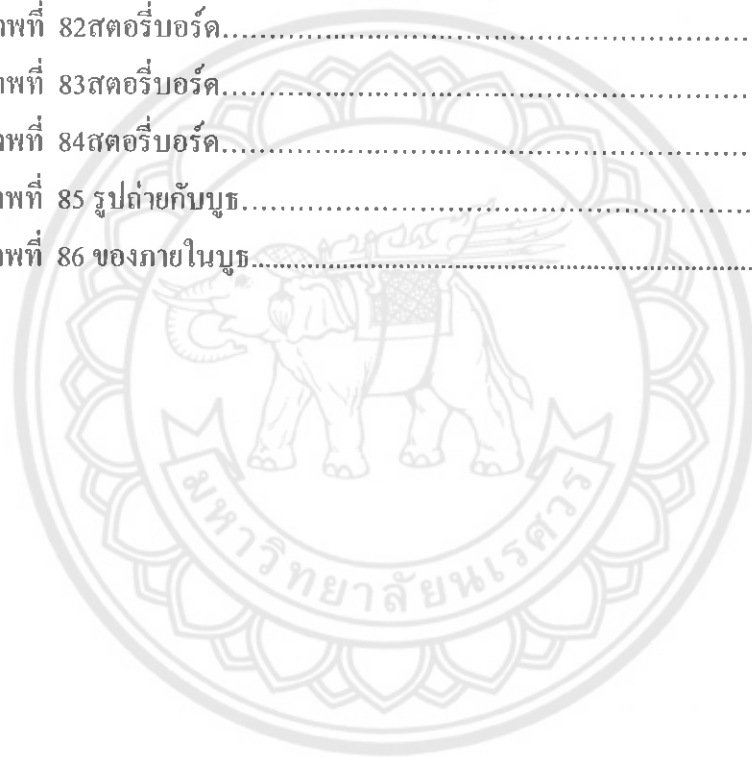 าพที่ 82สตอรี่บอร์ด
าพที่ 83สตอรี่บอร์ด
าพที่ 84สตอรี่บอร์ด
าพที่ 85 รูปถ่ายกับบูธ
าพที่ 86 ของภายในบูธ
มหาวิทยาลัยนเรศวร